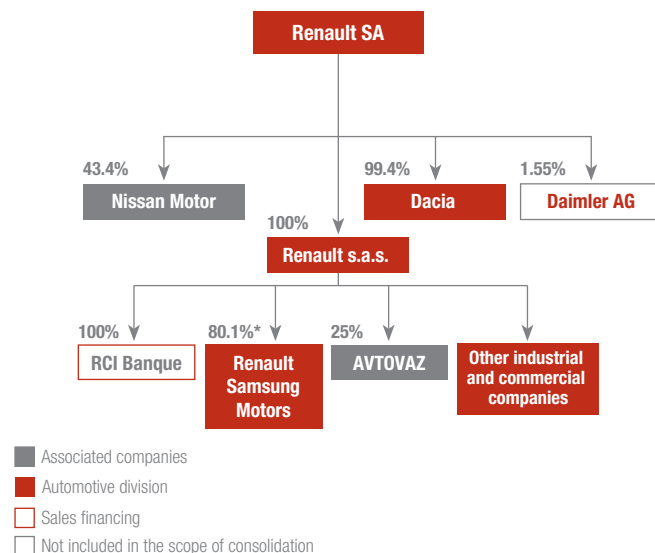 Renault SA
43.4%
99.4%
1.55%
Nissan Motor
Dacia
Daimler AG
100%
Renault s.a.s.
100%
80.1%*
25%
RCI Banque
Renault
Samsung
Motors
AVTOVAZ
Other industrial
and commercial
companies
Associated companies
Automotive division
Sales financing
Not included in the scope of consolidation